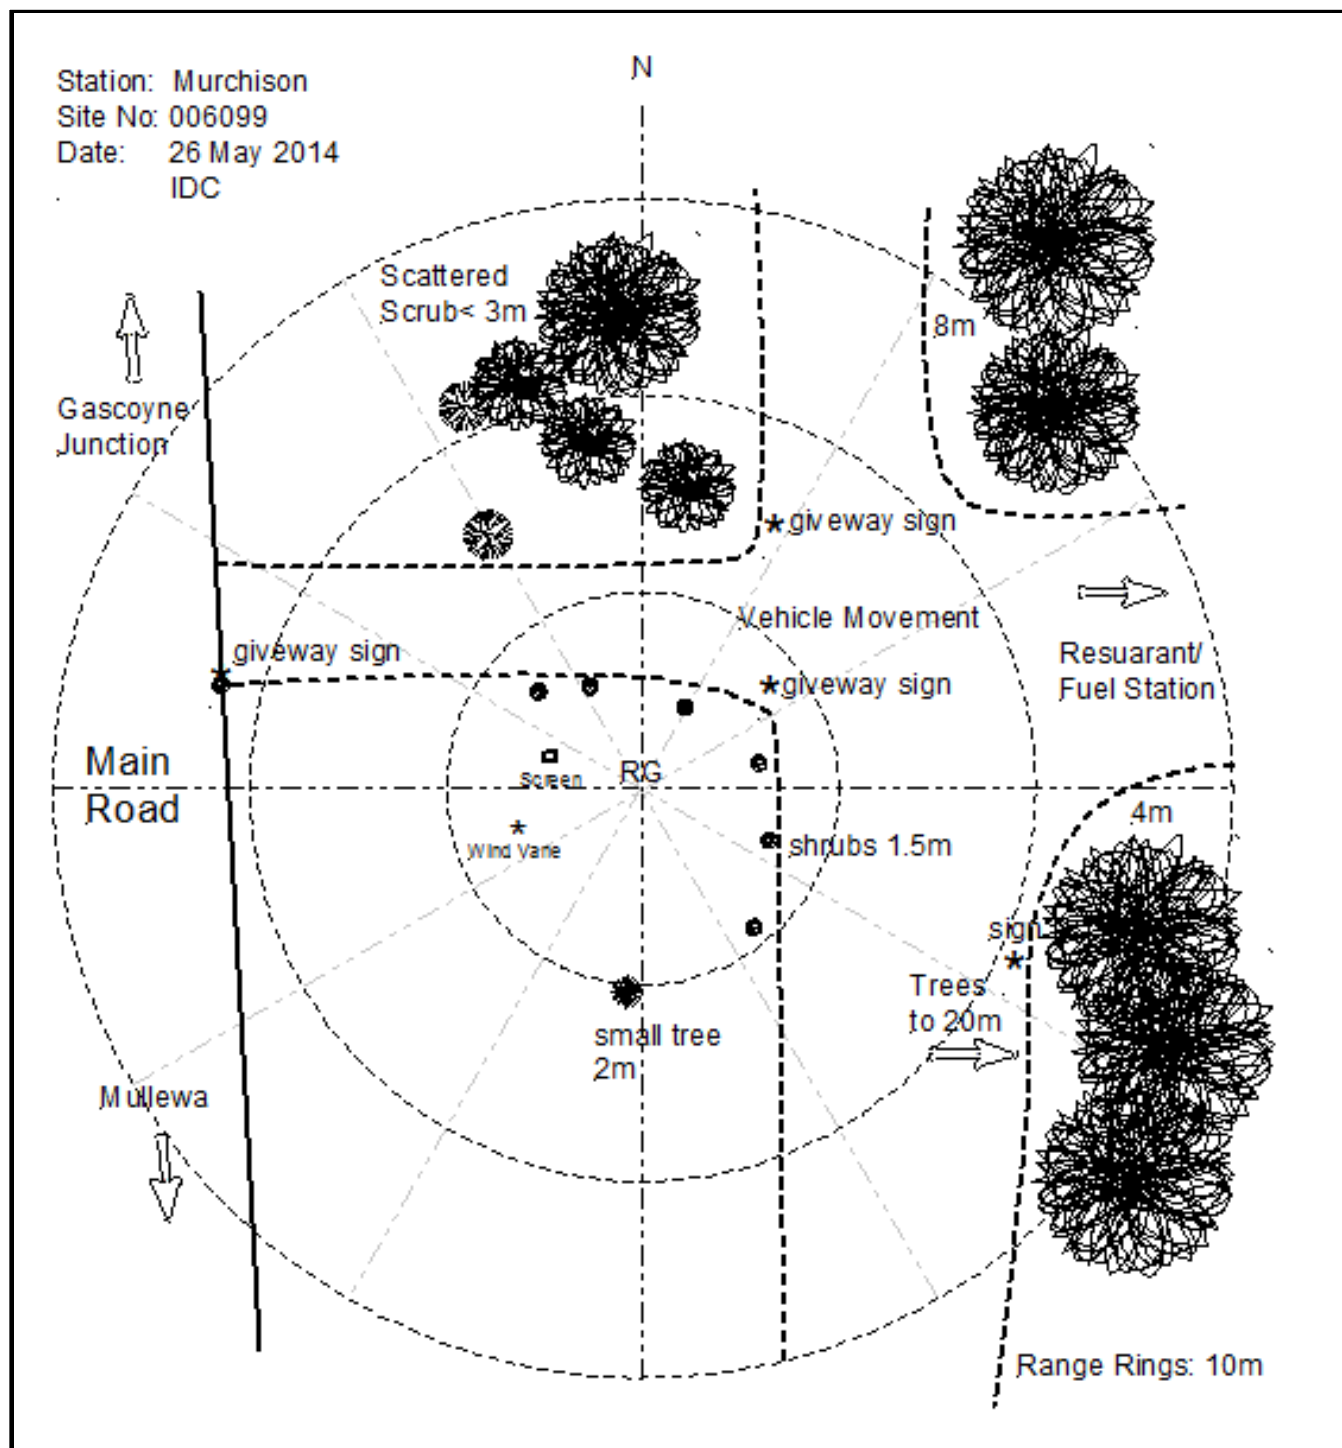 N
Station: Murchison
Site No: 006099
Date: 26 May 2014
IDC
Scattered
Scrub< 3m
8m
Gascoyne
Junction
giveway sign
Vehicle Movement
giveway sign
Resuarant/
Fuel Station
giveway sign
Main
Road
Screen
RG
4m
Wind Vane
shrubs 1.5m
sign
Trees
to 20m
small tree
2m
Mullewa
Range Rings: 10m